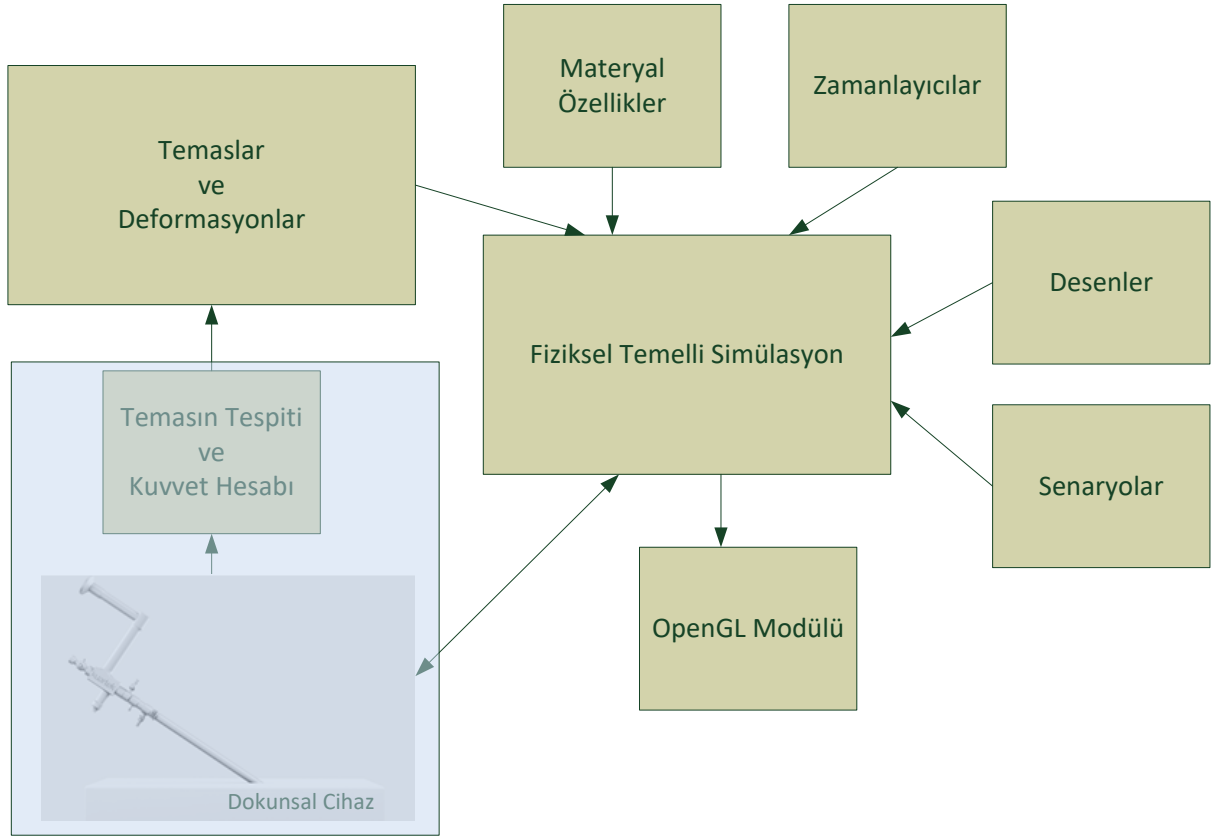 Materyal
Özellikler
Zamanlayıcılar
Temaslar
ve
Deformasyonlar
Desenler
Fiziksel Temelli Simülasyon
Temasın Tespiti
ve
Kuvvet Hesabı
Senaryolar
OpenGL Modülü
Dokunsal Cihaz